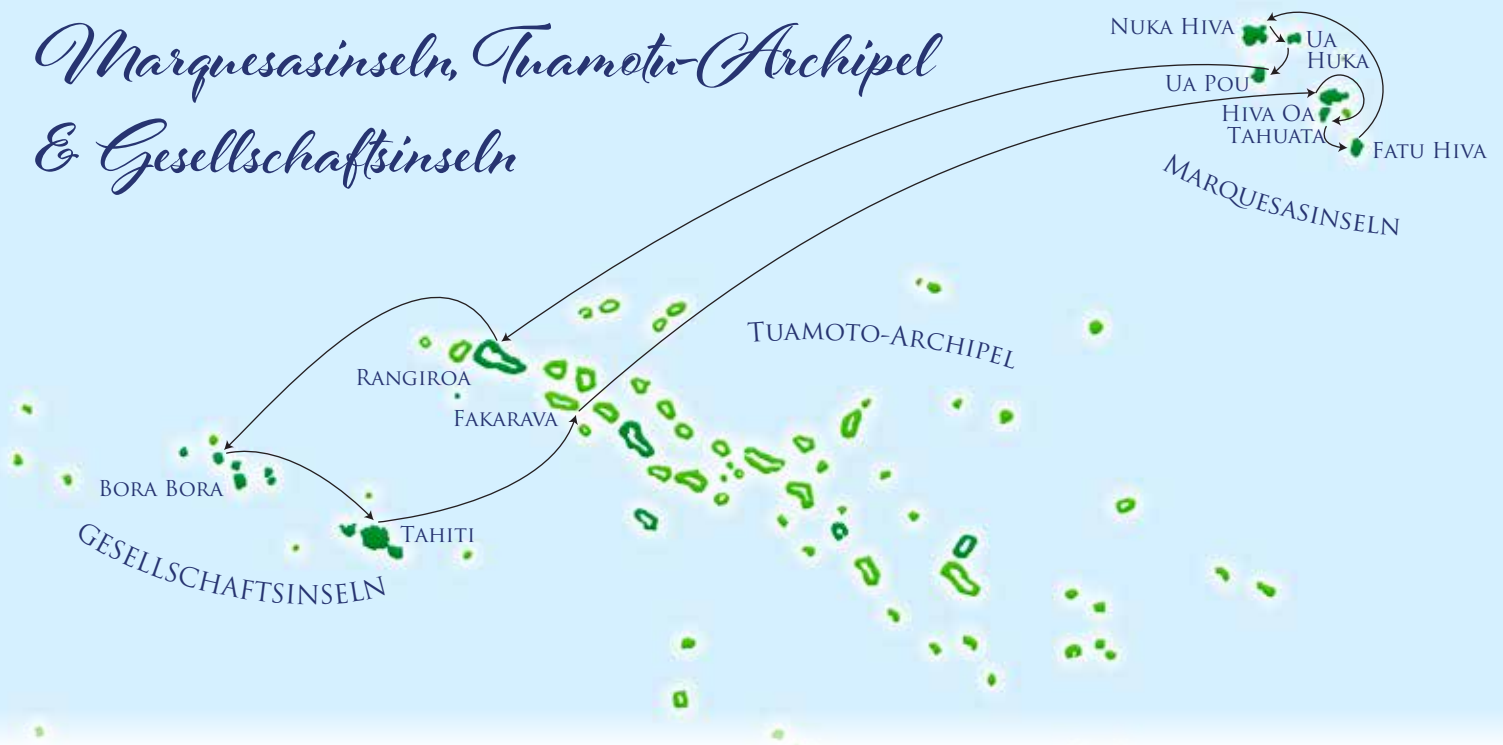 Marquesasinseln, Tuamotu-Archipel
& Gesellschaftsinseln
Nuka Hiva
Ua
Huka
Ua Pou
Hiva Oa
Tahuata
Fatu Hiva
Marquesasinseln
Tuamoto-Archipel
Rangiroa
Fakarava
Bora Bora
Tahiti
Gesellschaftsinseln